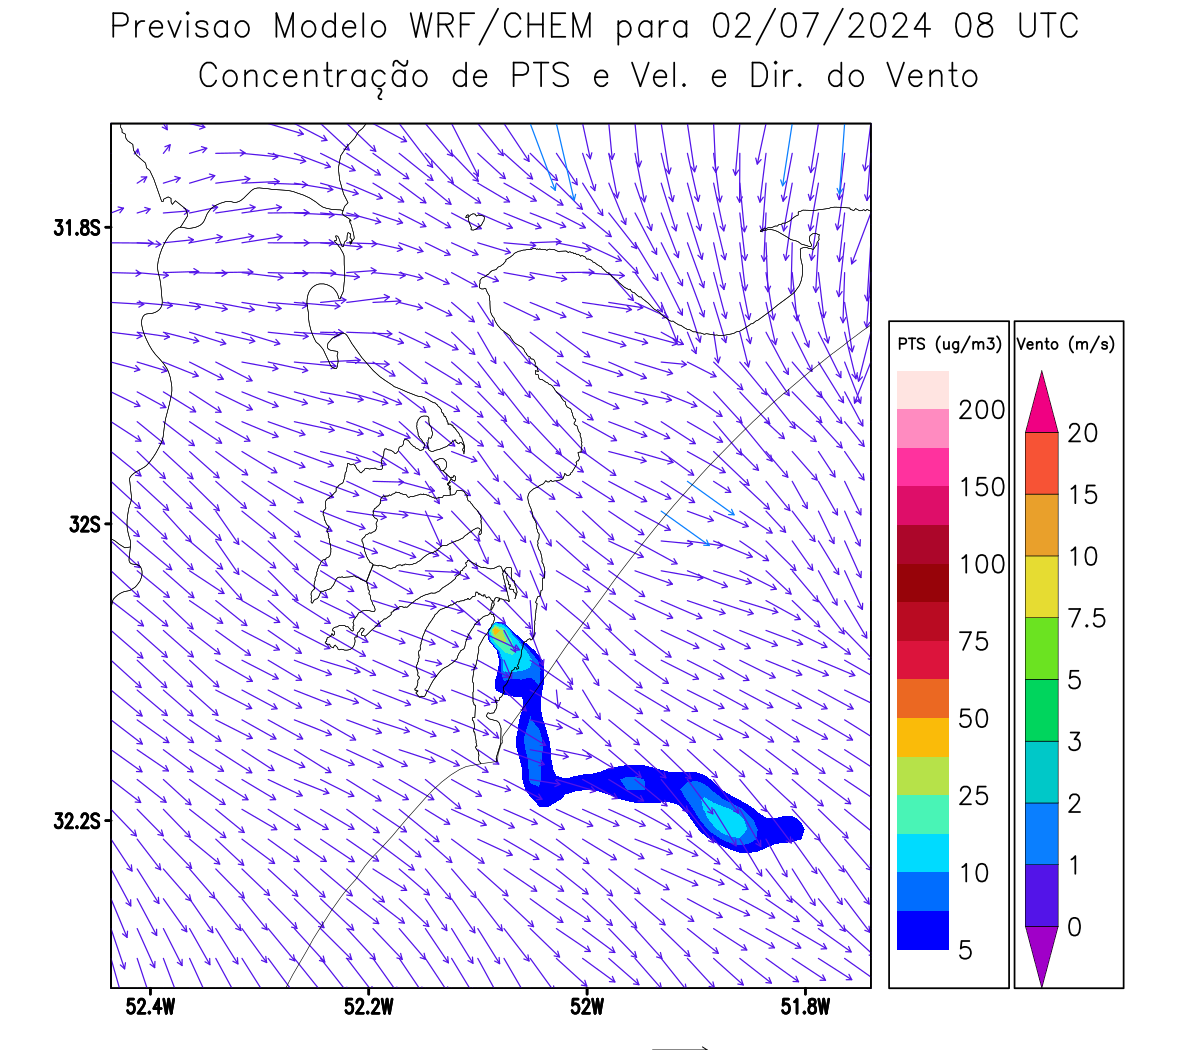 Previsao Modelo WRF/CHEM para 02/07/2024 08 UTC
Concentração de PTS e Vel. e Dir. do Vento
31.8S
32S
32.2S
52.4W
52.2W
52W
51.8W
PTS (ug/m3)
200
150
100
75
50
25
10
5
Vento (m/s)
20
15
10
7.5
5
3
2
1
0